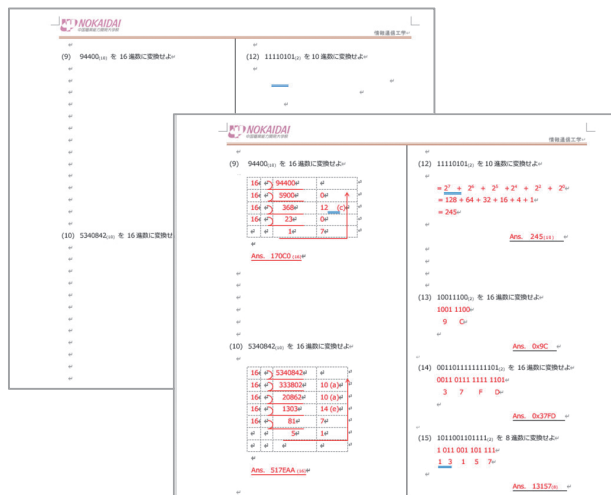 NOKAIDAI
情報通信工学
(9) 94400(10) を 16 進数に変換せよ
(10) 5340842(10) を 16 進数に変換せ
(12) 11110101(2) を 10 進数に変換せよ
NOKAIDAI
情報通信工学
(9) 94400(10) を 16 進数に変換せよ
16 94400
16 5900 0
16 368 12 (c)
16 23 0
1 7
Ans. 170C0 (16)
(10) 5340842(10) を 16 進数に変換せよ
16 5340842
16 333802 10 (a)
16 20862 10 (a)
16 1303 14 (e)
16 81 7
5 1
Ans. 517EAA (16)
(12) 11110101(2) を 10 進数に変換せよ
= 128 + 64 + 32 + 16 + 4 + 1
= 245
Ans. 245(10)
(13) 10011100(2) を 16 進数に変換せよ
1001 1100
9 C
Ans. 0x9C
(14) 0011011111111101(2) を 16 進数に変換せよ
0011 0111 1111 1101
3 7 F D
Ans. 0x37FD
(15) 1011001101111(2) を 8 進数に変換せよ
1 011 001 101 111
1 3 1 5 7
Ans. 13157(8)